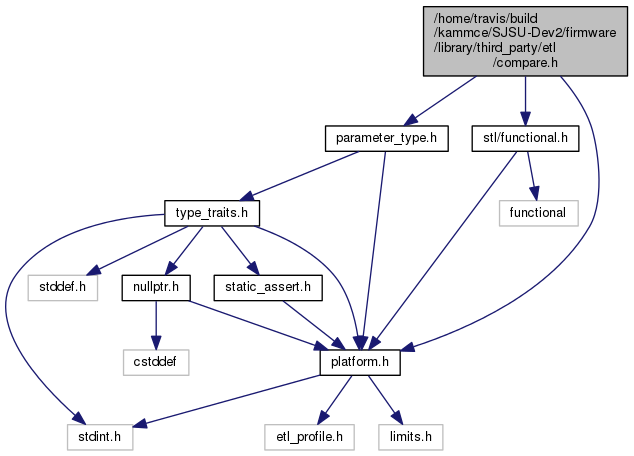 /home/travis/build
/kammce/SJSU-Dev2/firmware
/library/third_party/etl
/compare.h
parameter_type.h
stl/functional.h
type_traits.h
functional
stddef.h
nullptr.h
static_assert.h
cstddef
platform.h
stdint.h
etl_profile.h
limits.h